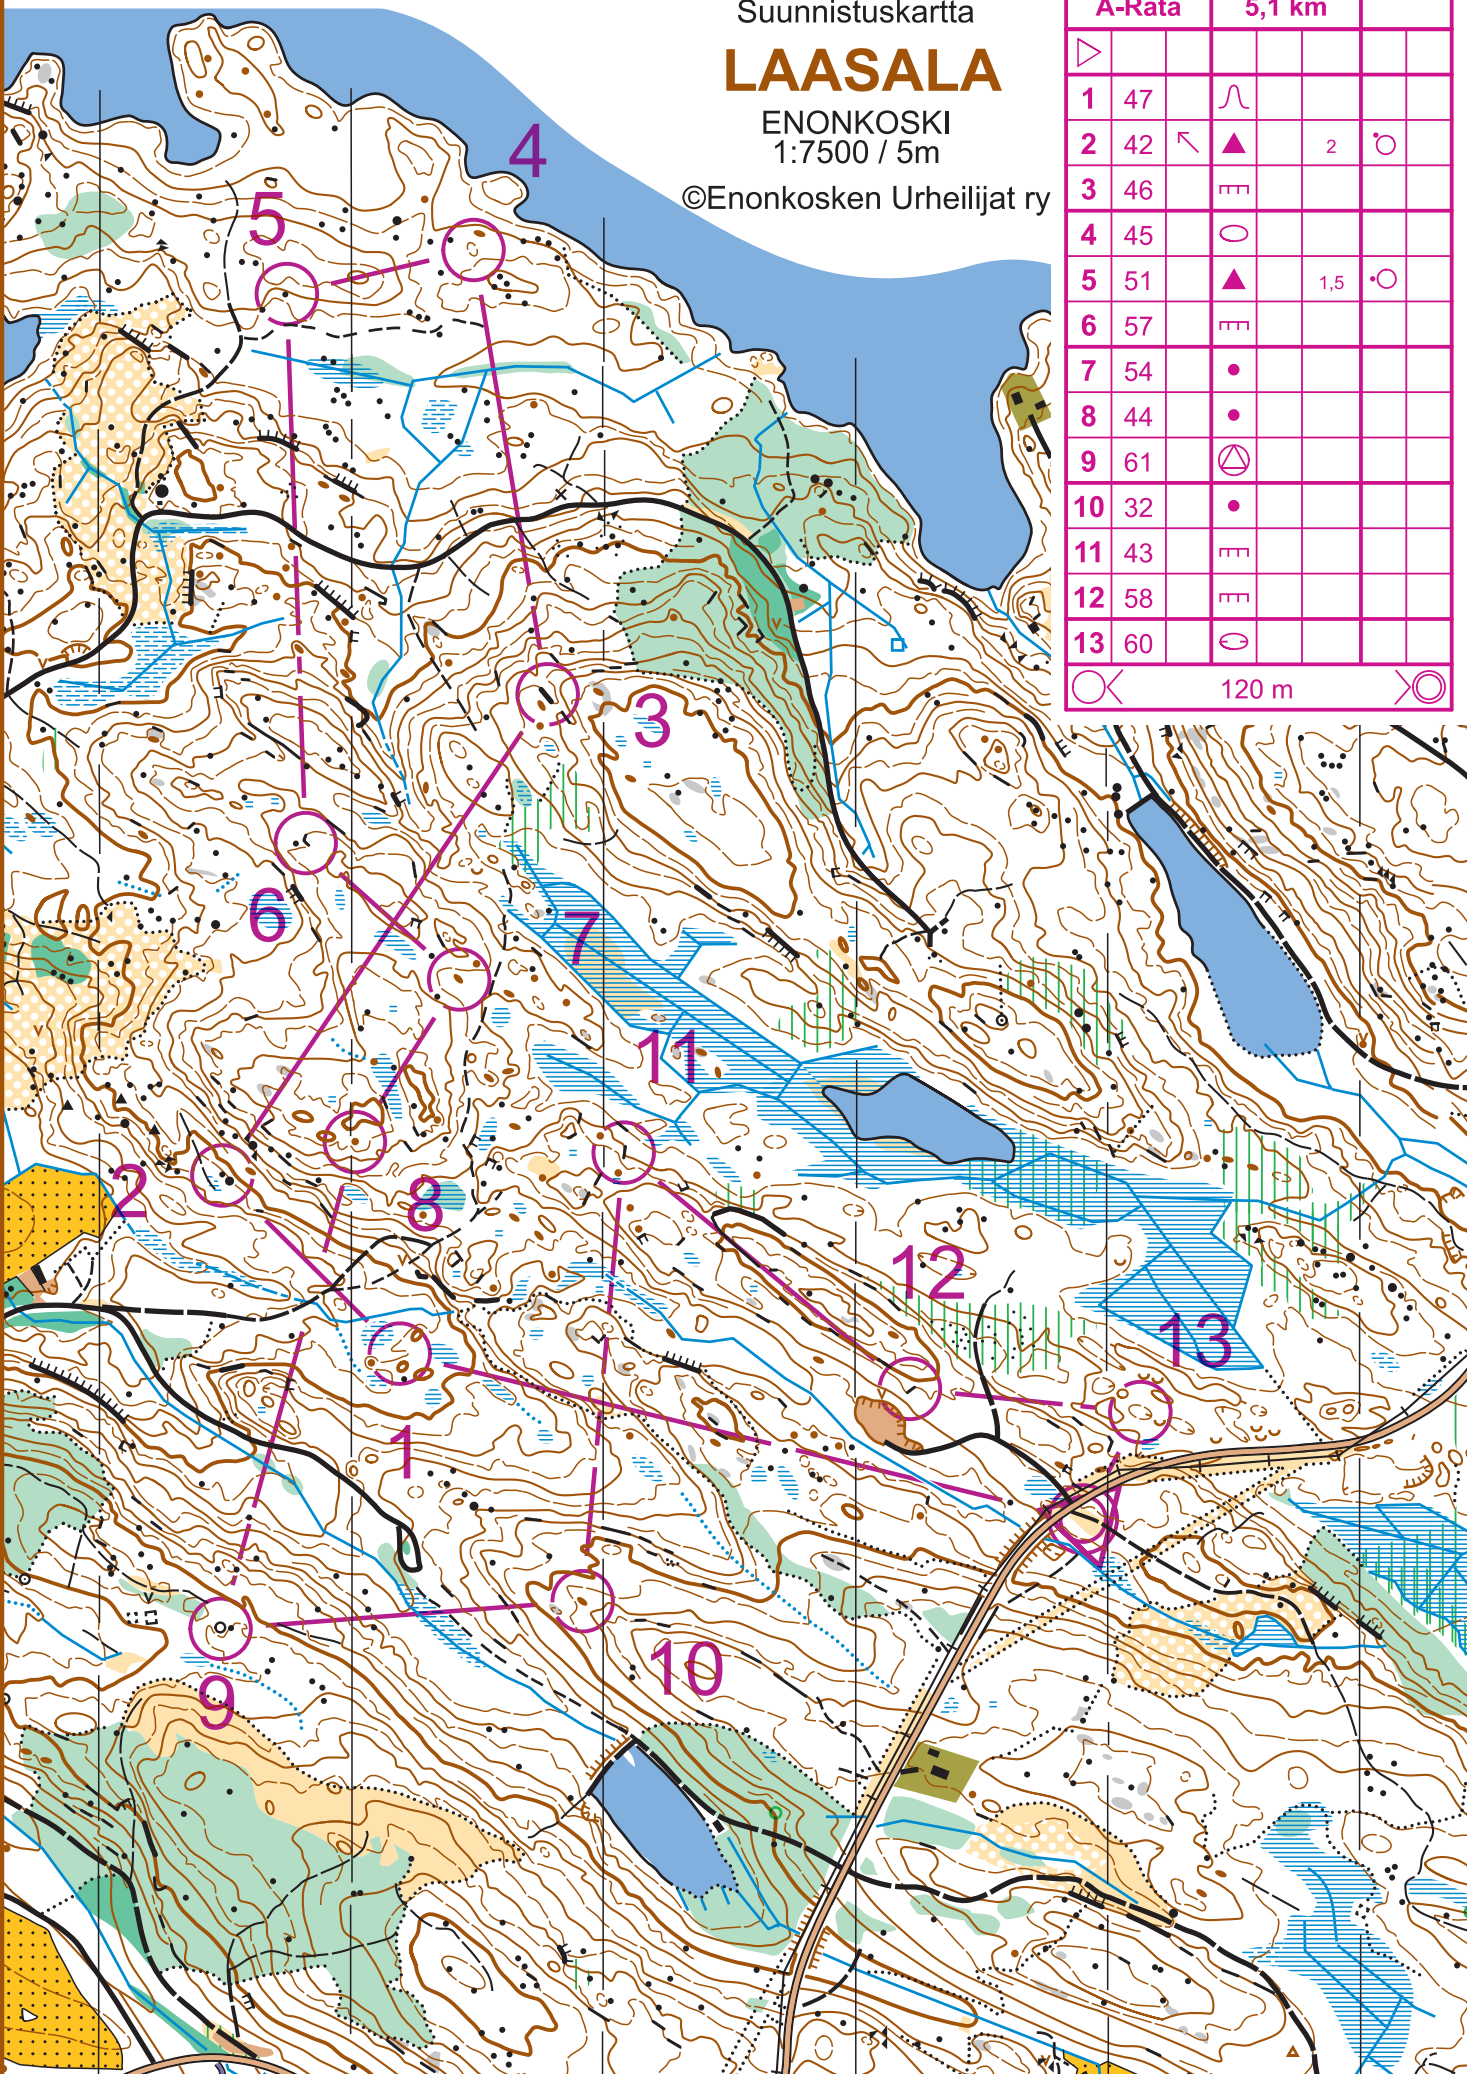 Suunnistuskartta
LAASALA
ENONKOSKI
1:7500 / 5m
©Enonkosken Urheilijat ry
A-Rata 5,1 km
1 47
2 42 2
3 46
4 45
5 51 1,5
6 57
7 54
8 44
9 61
10 32
11 43
12 58
13 60
120 m
4
5
3
6
7
11
2
8
12
13
1
10
9